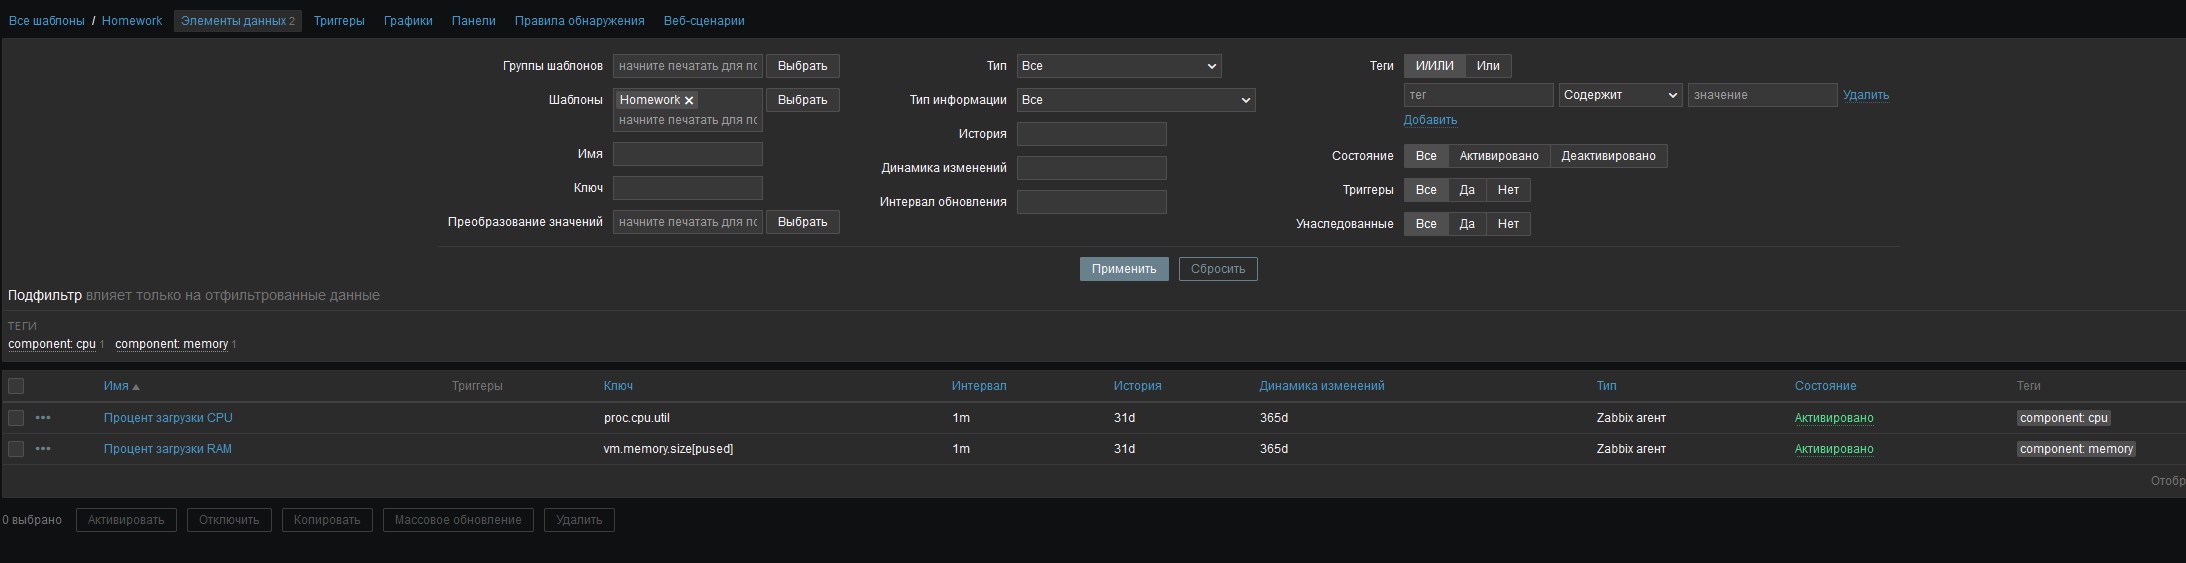 Все шаблоны / Homework Элементы данных 2 Триггеры Графики Панели Правила обнаружения Веб-сценарии
Группы шаблонов начните печатать для по Выбрать
Шаблоны Homework × Выбрать
начните печатать для по
Имя
Ключ
Преобразование значений начните печатать для по Выбрать
Тип Все
Тип информации Все
История
Динамика изменений
Интервал обновления
Теги И/ИЛИ Или
тег Содержит значение Удалить
Добавить
Состояние Все Активировано Деактивировано
Триггеры Все Да Нет
Унаследованные Все Да Нет
Применить Сбросить
Подфильтр влияет только на отфильтрованные данные
ТЕГИ
component: cpu 1 component: memory 1
Имя Триггеры Ключ Интервал История Динамика изменений Тип Состояние Теги
Процент загрузки CPU proc.cpu.util 1m 31d 365d Zabbix агент Активировано component: cpu
Процент загрузки RAM vm.memory.size[pused] 1m 31d 365d Zabbix агент Активировано component: memory
Отобр
0 выбрано Активировать Отключить Копировать Массовое обновление Удалить